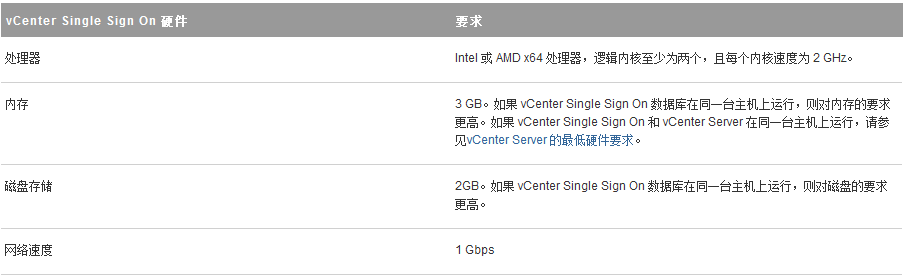 vCenter Single Sign On 硬件 要求
处理器 Intel 或 AMD x64 处理器，逻辑内核至少为两个，且每个内核速度为 2 GHz。
内存 3 GB。如果 vCenter Single Sign On 数据库在同一台主机上运行，则对内存的要求
更高。如果 vCenter Single Sign On 和 vCenter Server 在同一台主机上运行，请参
见vCenter Server 的最低硬件要求。
磁盘存储 2GB。如果 vCenter Single Sign On 数据库在同一台主机上运行，则对磁盘的要求
更高。
网络速度 1 Gbps